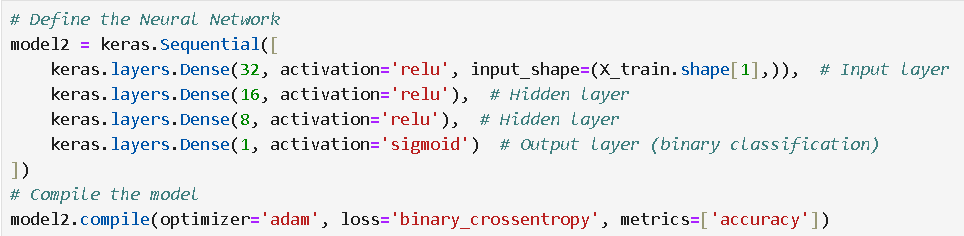 # Define the Neural Network
model2 = keras.Sequential([
    keras.layers.Dense(32, activation='relu', input_shape=(X_train.shape[1],)),  # Input layer
    keras.layers.Dense(16, activation='relu'),  # Hidden layer
    keras.layers.Dense(8, activation='relu'),  # Hidden layer
    keras.layers.Dense(1, activation='sigmoid')  # Output layer (binary classification)
])
# Compile the model
model2.compile(optimizer='adam', loss='binary_crossentropy', metrics=['accuracy'])